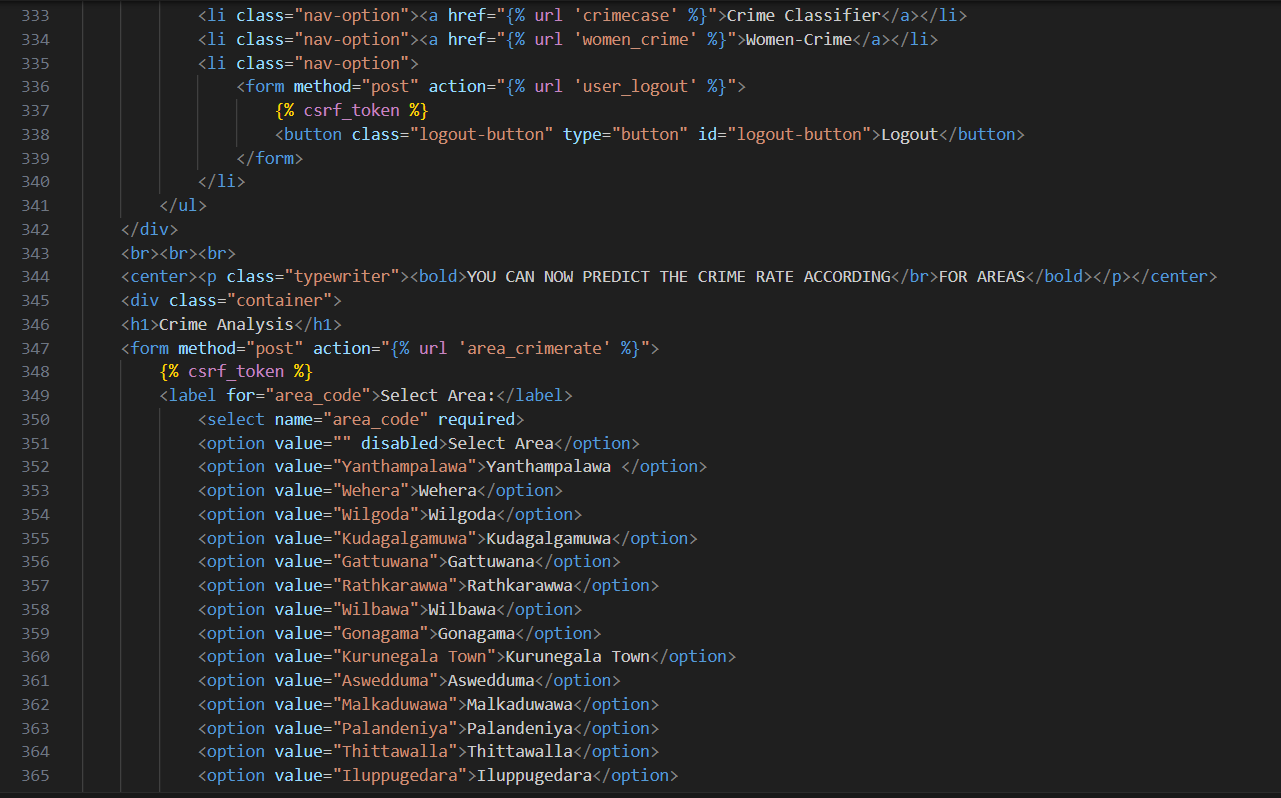 333 <li class="nav-option"><a href="{% url 'crimecase' %}">Crime Classifier</a></li>
334 <li class="nav-option"><a href="{% url 'women_crime' %}">Women-Crime</a></li>
335 <li class="nav-option">
336 <form method="post" action="{% url 'user_logout' %}">
337 {% csrf_token %}
338 <button class="logout-button" type="button" id="logout-button">Logout</button>
339 </form>
340 </li>
341 </ul>
342 </div>
343 <br><br><br>
344 <center><p class="typewriter"><bold>YOU CAN NOW PREDICT THE CRIME RATE ACCORDING</br>FOR AREAS</bold></p></center>
345 <div class="container">
346 <h1>Crime Analysis</h1>
347 <form method="post" action="{% url 'area_crimerate' %}">
348 {% csrf_token %}
349 <label for="area_code">Select Area:</label>
350 <select name="area_code" required>
351 <option value="" disabled>Select Area</option>
352 <option value="Yanthampalawa">Yanthampalawa </option>
353 <option value="Wehera">Wehera</option>
354 <option value="Wilgoda">Wilgoda</option>
355 <option value="Kudagalgamuwa">Kudagalgamuwa</option>
356 <option value="Gattuwana">Gattuwana</option>
357 <option value="Rathkarawwa">Rathkarawwa</option>
358 <option value="Wilbawa">Wilbawa</option>
359 <option value="Gonagama">Gonagama</option>
360 <option value="Kurunegala Town">Kurunegala Town</option>
361 <option value="Aswedduma">Aswedduma</option>
362 <option value="Malkaduwawa">Malkaduwawa</option>
363 <option value="Palandeniya">Palandeniya</option>
364 <option value="Thittawalla">Thittawalla</option>
365 <option value="Iluppugedara">Iluppugedara</option>